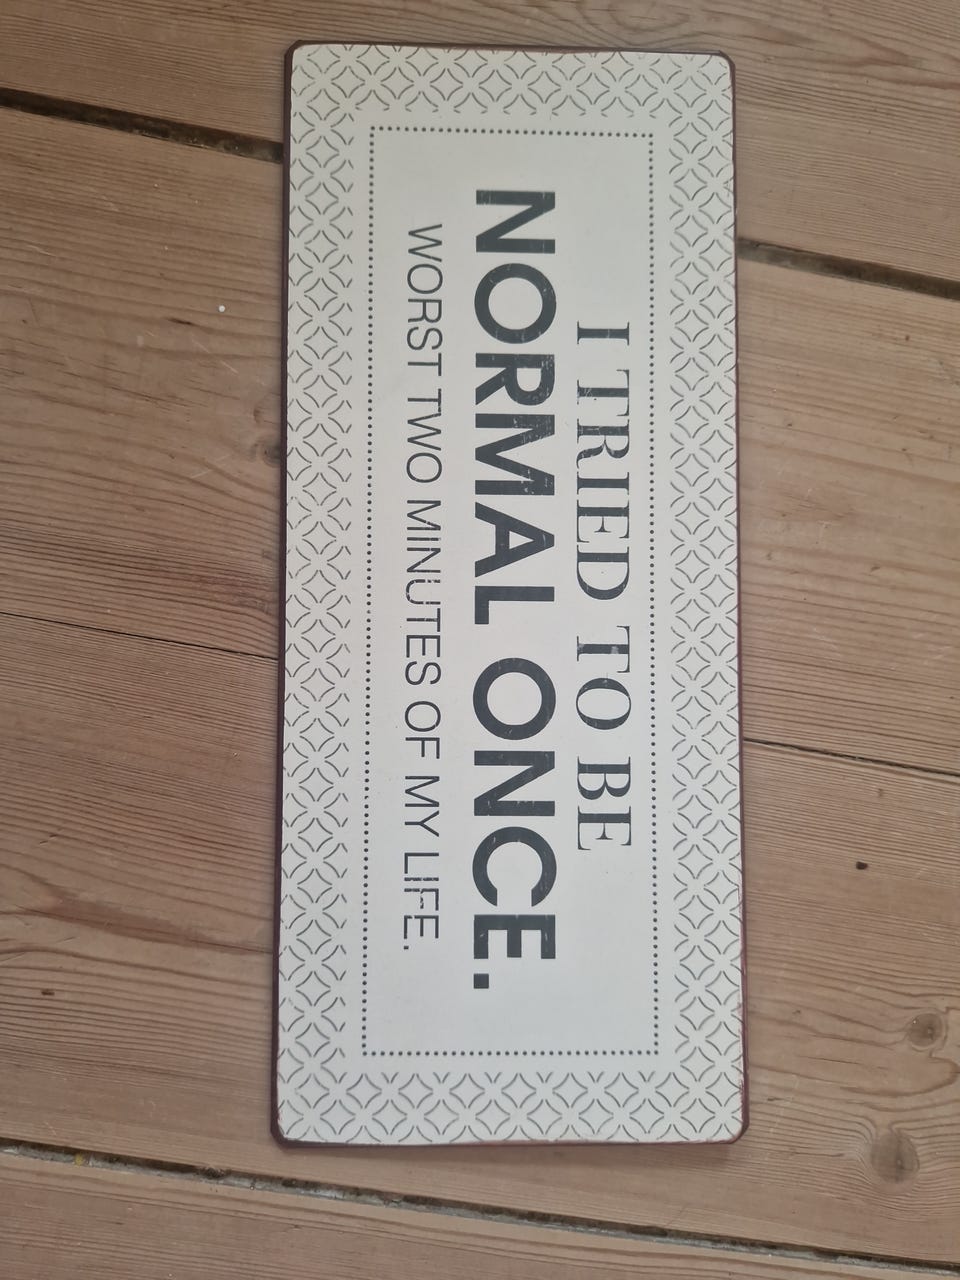 I TRIED TO BE
NORMAL ONCE.
WORST TWO MINUTES OF MY LIFE.